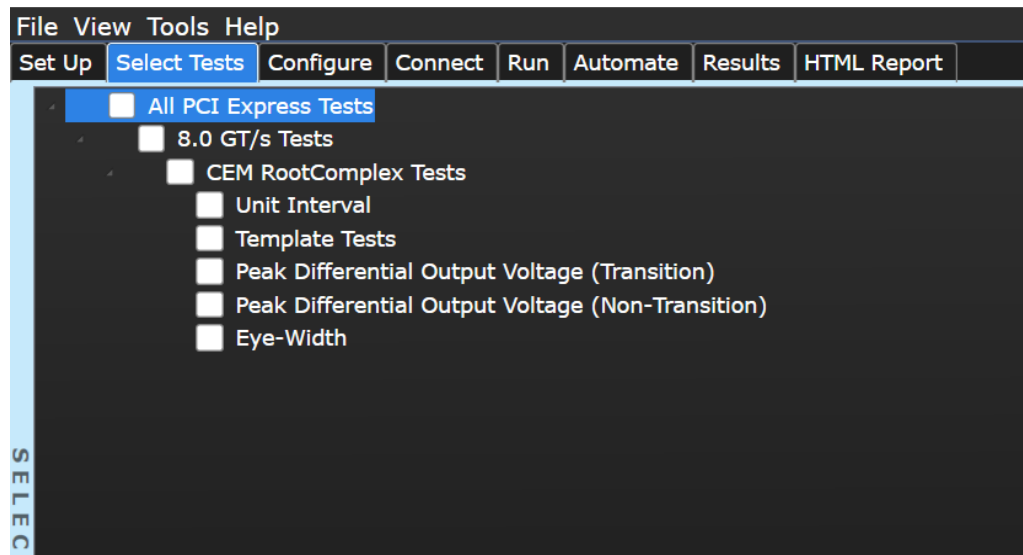 File View Tools Help
Set Up Select Tests Configure Connect Run Automate Results HTML Report
All PCI Express Tests
8.0 GT/s Tests
CEM RootComplex Tests
Unit Interval
Template Tests
Peak Differential Output Voltage (Transition)
Peak Differential Output Voltage (Non-Transition)
Eye-Width
SELEC